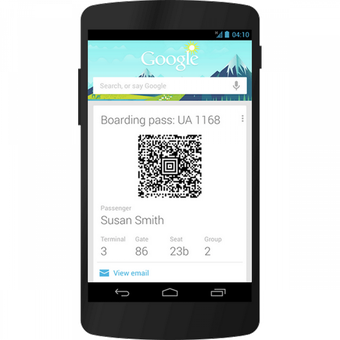 04:10
Google
Search, or say Google
Boarding pass: UA 1168
Passenger
Susan Smith
Terminal Gate Seat Group
3 86 23b 2
View email